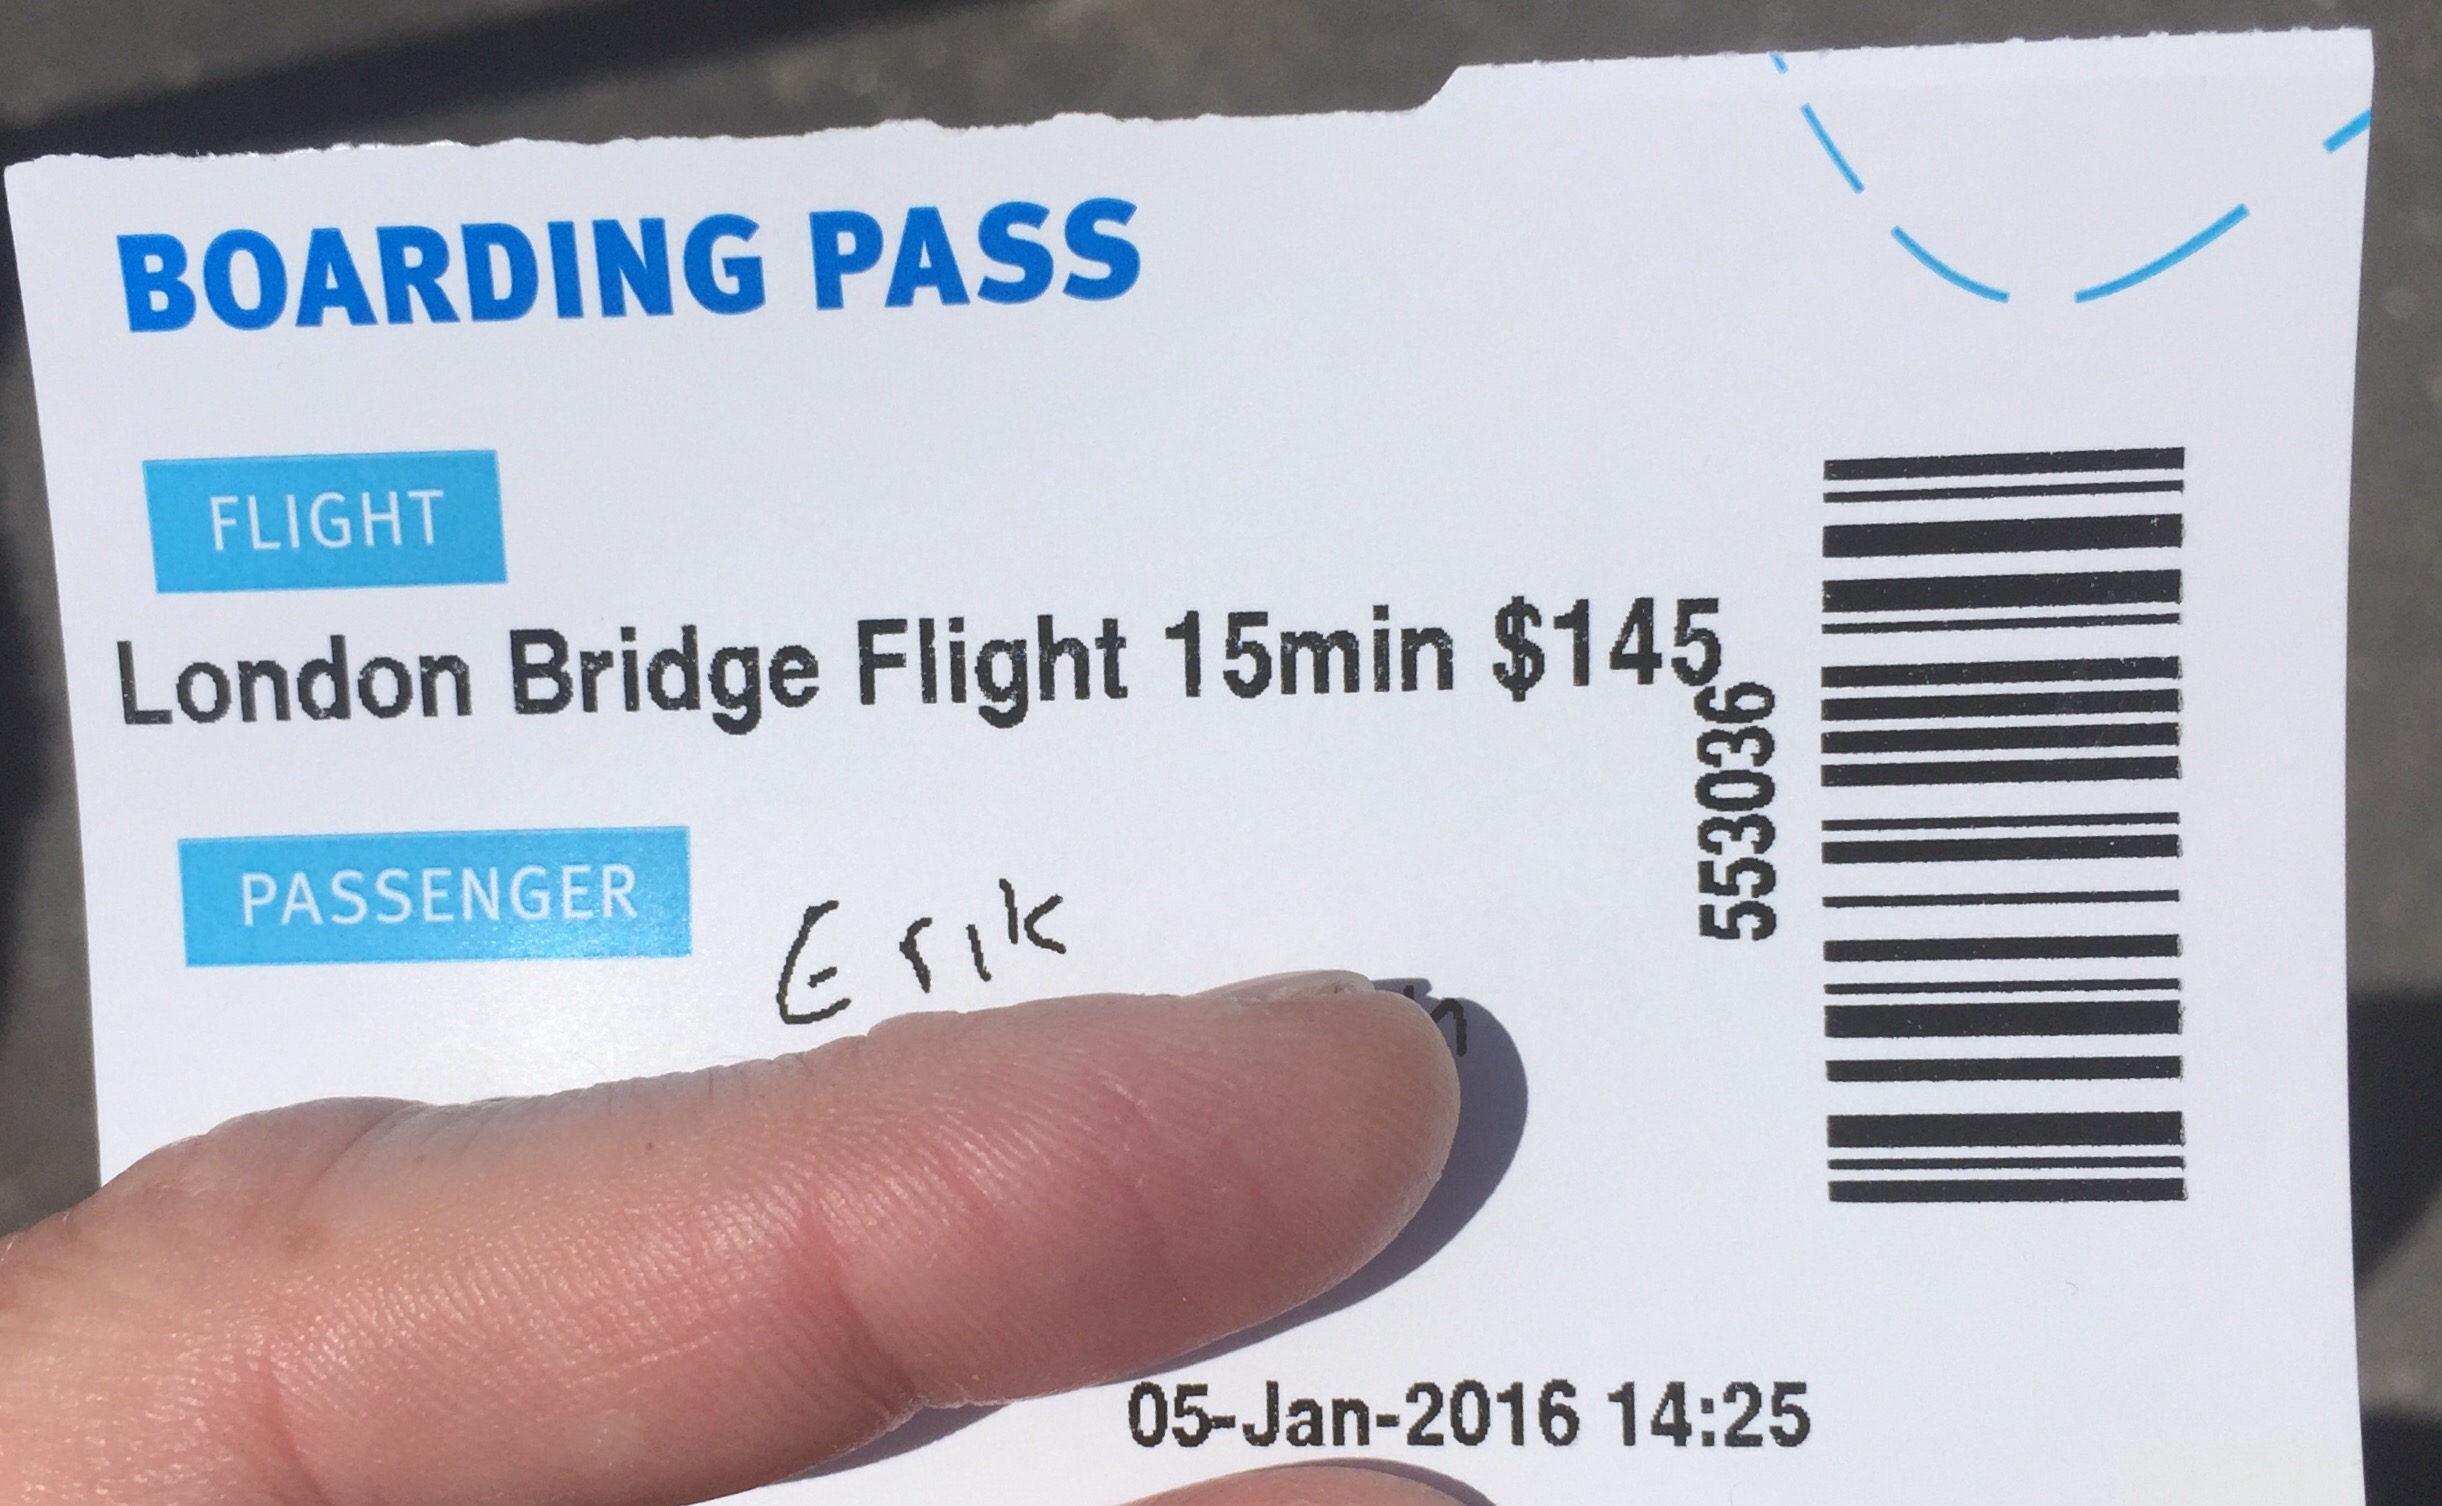 BOARDING PASS
FLIGHT
London Bridge Flight 15min $145
553036
PASSENGER
Erik
05-Jan-2016 14:25